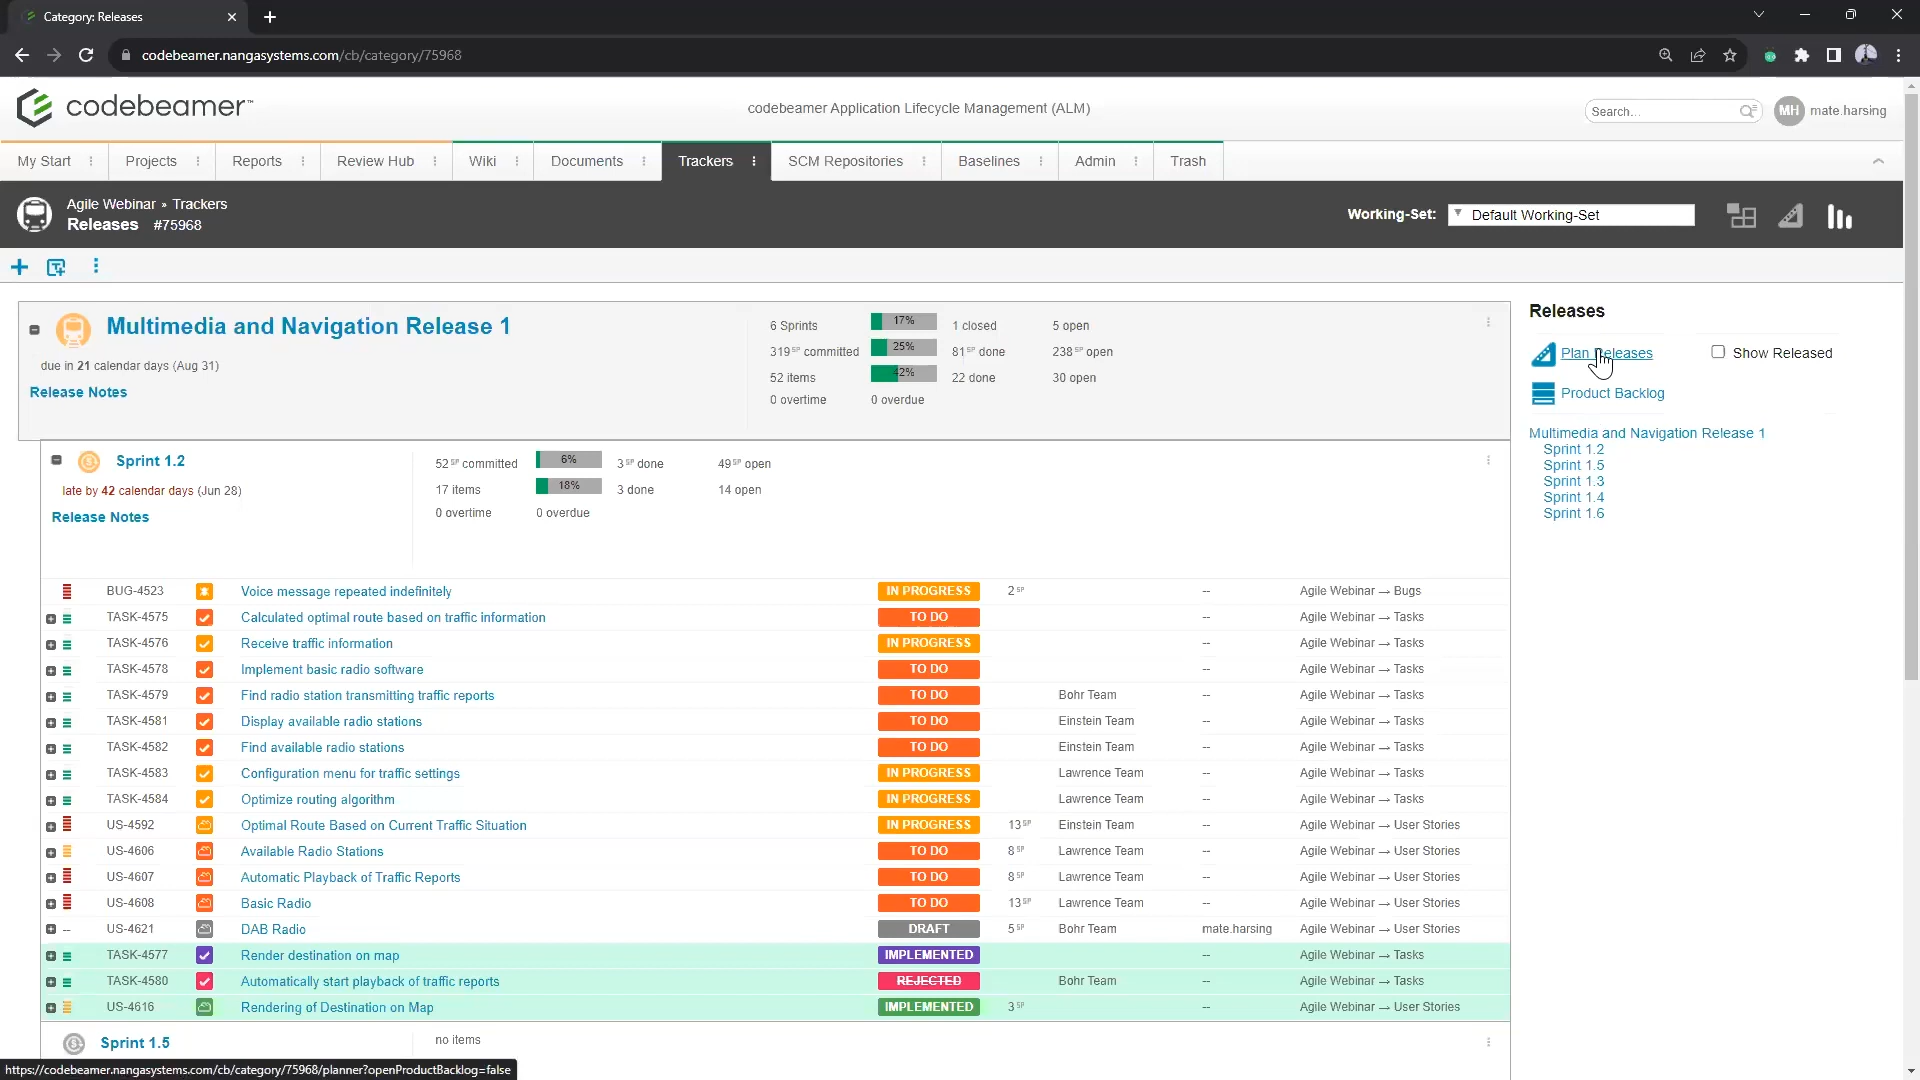 Category: Releases
codebeamer.nangasystems.com/cb/category/75968
codebeamer™
codebeamer Application Lifecycle Management (ALM)
Search...
MH mate.harsing
My Start Projects Reports Review Hub Wiki Documents Trackers SCM Repositories Baselines Admin Trash
Agile Webinar » Trackers
Releases #75968
Working-Set: Default Working-Set
Multimedia and Navigation Release 1
due in 21 calendar days (Aug 31)
Release Notes
6 Sprints 17% 1 closed 5 open
319 SP committed 25% 81 SP done 238 SP open
52 items 42% 22 done 30 open
0 overtime 0 overdue
Releases
Plan Releases
Show Released
Product Backlog
Multimedia and Navigation Release 1
Sprint 1.2
Sprint 1.5
Sprint 1.3
Sprint 1.4
Sprint 1.6
Sprint 1.2
late by 42 calendar days (Jun 28)
Release Notes
52 SP committed 6% 3 SP done 49 SP open
17 items 18% 3 done 14 open
0 overtime 0 overdue
BUG-4523 Voice message repeated indefinitely IN PROGRESS 2 SP -- Agile Webinar → Bugs
TASK-4575 Calculated optimal route based on traffic information TO DO -- Agile Webinar → Tasks
TASK-4576 Receive traffic information IN PROGRESS -- Agile Webinar → Tasks
TASK-4578 Implement basic radio software TO DO -- Agile Webinar → Tasks
TASK-4579 Find radio station transmitting traffic reports TO DO Bohr Team -- Agile Webinar → Tasks
TASK-4581 Display available radio stations TO DO Einstein Team -- Agile Webinar → Tasks
TASK-4582 Find available radio stations TO DO Einstein Team -- Agile Webinar → Tasks
TASK-4583 Configuration menu for traffic settings IN PROGRESS Lawrence Team -- Agile Webinar → Tasks
TASK-4584 Optimize routing algorithm IN PROGRESS Lawrence Team -- Agile Webinar → Tasks
US-4592 Optimal Route Based on Current Traffic Situation IN PROGRESS 13 SP Einstein Team -- Agile Webinar → User Stories
US-4606 Available Radio Stations TO DO 8 SP Lawrence Team -- Agile Webinar → User Stories
US-4607 Automatic Playback of Traffic Reports TO DO 8 SP Lawrence Team -- Agile Webinar → User Stories
US-4608 Basic Radio TO DO 13 SP Lawrence Team -- Agile Webinar → User Stories
-- US-4621 DAB Radio DRAFT 5 SP Bohr Team mate.harsing Agile Webinar → User Stories
TASK-4577 Render destination on map IMPLEMENTED -- Agile Webinar → Tasks
TASK-4580 Automatically start playback of traffic reports REJECTED Bohr Team -- Agile Webinar → Tasks
US-4616 Rendering of Destination on Map IMPLEMENTED 3 SP -- Agile Webinar → User Stories
Sprint 1.5 no items
https://codebeamer.nangasystems.com/cb/category/75968/planner?openProductBacklog=false